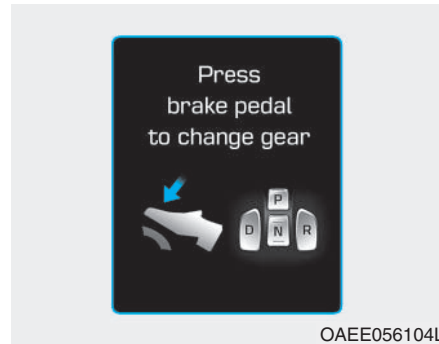 Press
brake pedal
to change gear
P
D N R
OAEE056104L